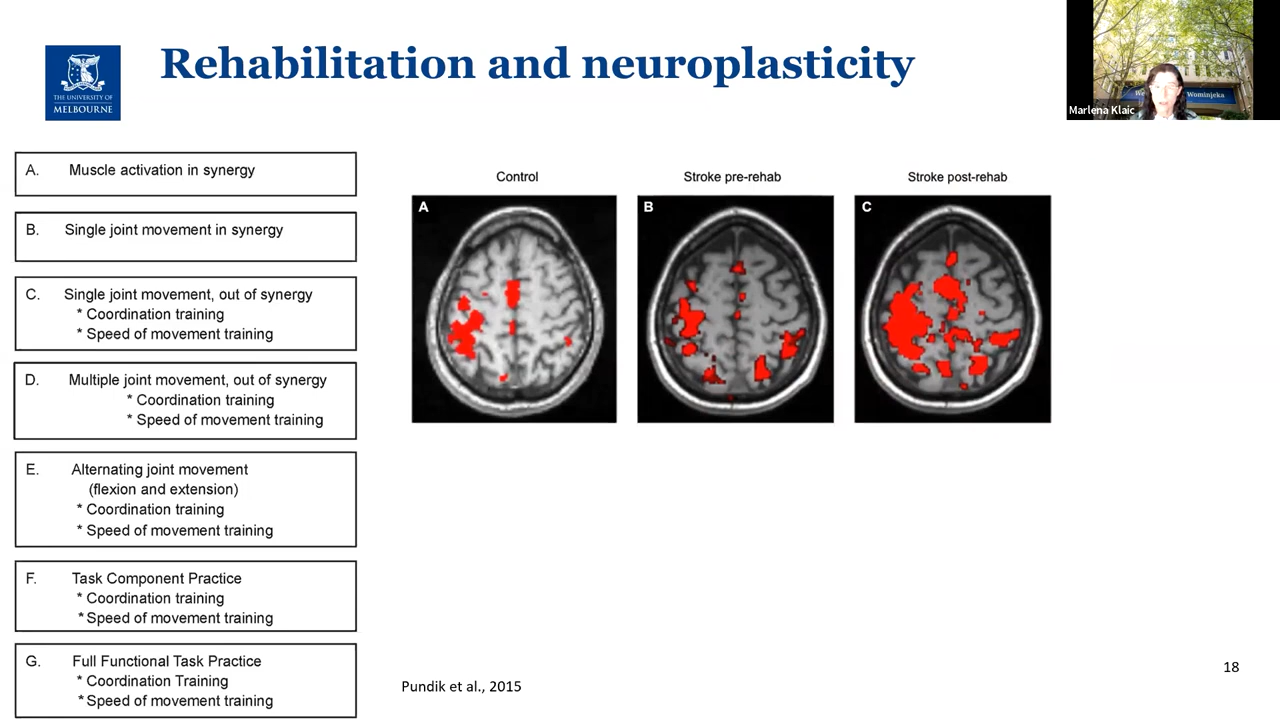 Rehabilitation and neuroplasticity
THE UNIVERSITY OF
MELBOURNE
Wominjeka
Marlena Klaic
A. Muscle activation in synergy
B. Single joint movement in synergy
C. Single joint movement, out of synergy
* Coordination training
* Speed of movement training
D. Multiple joint movement, out of synergy
* Coordination training
* Speed of movement training
E. Alternating joint movement
(flexion and extension)
* Coordination training
* Speed of movement training
F. Task Component Practice
* Coordination training
* Speed of movement training
G. Full Functional Task Practice
* Coordination Training
* Speed of movement training
Control
Stroke pre-rehab
Stroke post-rehab
A
B
C
Pundik et al., 2015
18